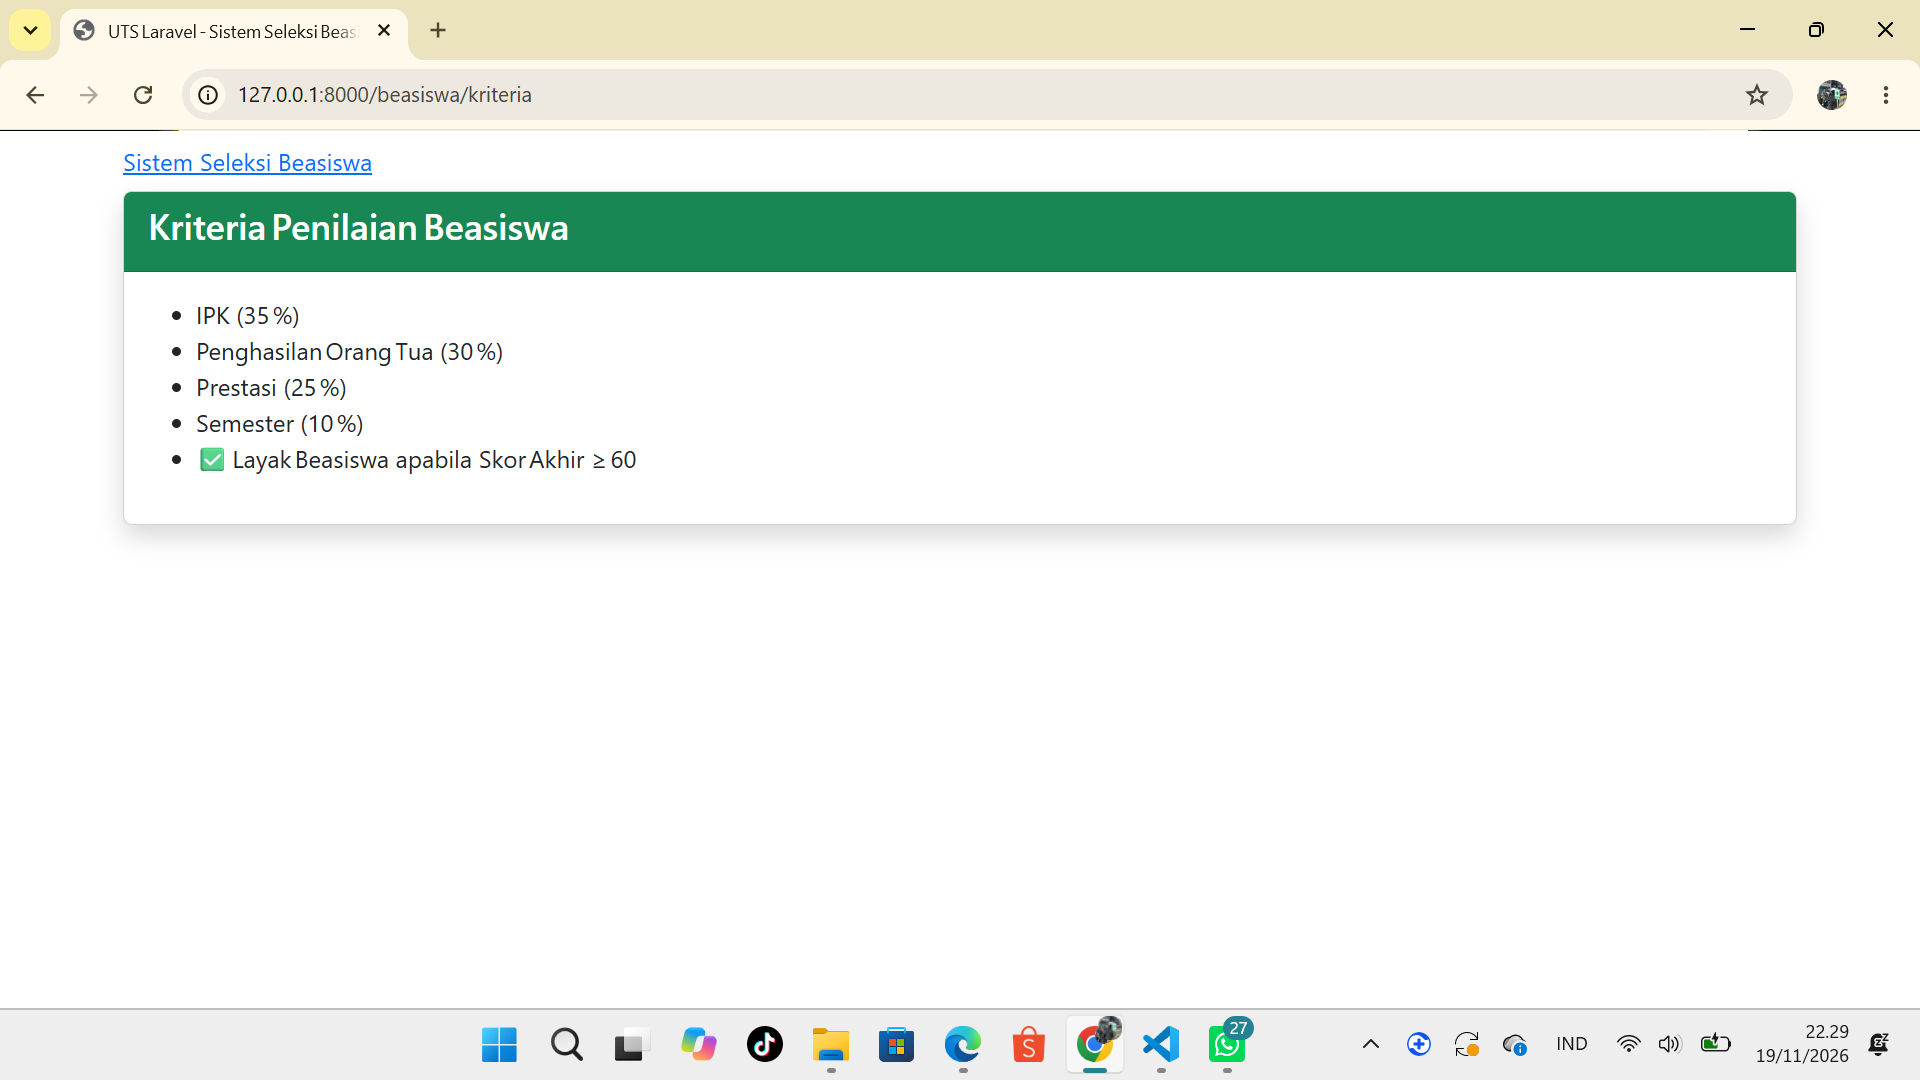 UTS Laravel - Sistem Seleksi Beas
127.0.0.1:8000/beasiswa/kriteria
Sistem Seleksi Beasiswa
Kriteria Penilaian Beasiswa
• IPK (35%)
• Penghasilan Orang Tua (30%)
• Prestasi (25%)
• Semester (10%)
• ✅ Layak Beasiswa apabila Skor Akhir ≥ 60
27
IND
22.29
19/11/2026